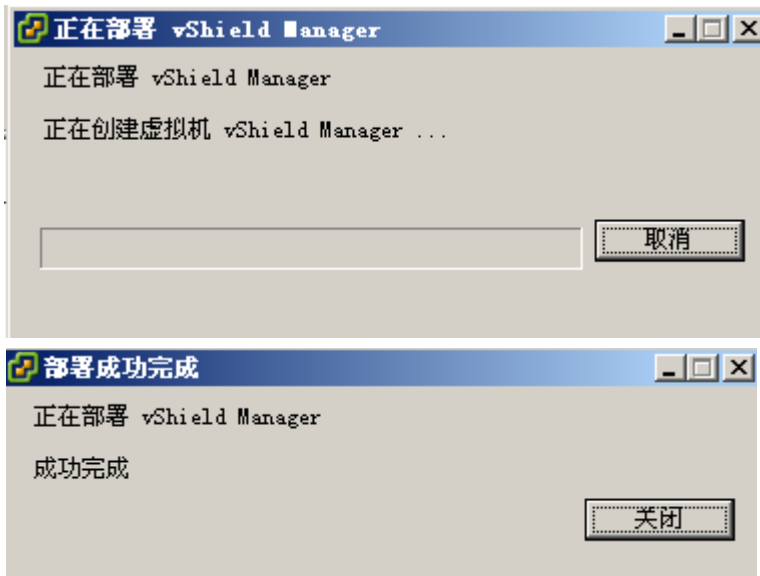 正在部署 vShield Manager
正在部署 vShield Manager
正在创建虚拟机 vShield Manager ...
取消
部署成功完成
正在部署 vShield Manager
成功完成
关闭